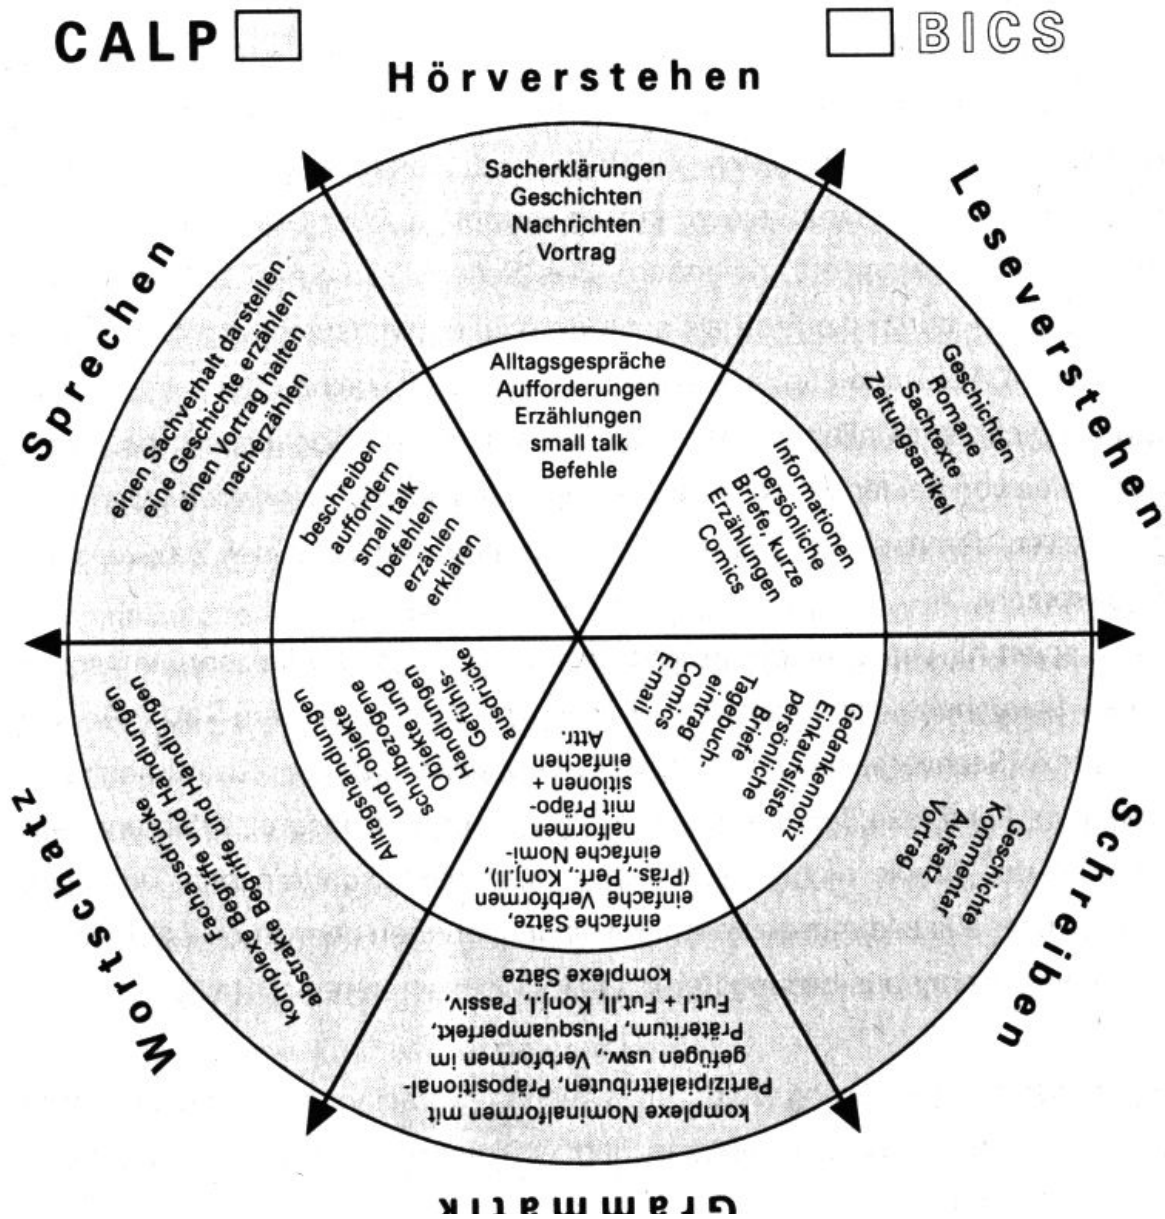 CALP
BICS
Hörverstehen
Sacherklärungen
Geschichten
Nachrichten
Vortrag
Alltagsgespräche
Aufforderungen
Erzählungen
small talk
Befehle
Leseverstehen
Geschichten
Romane
Sachtexte
Zeitungsartikel
Informationen
persönliche
Briefe, kurze
Erzählungen
Comics
Schreiben
Geschichte
Kommentar
Aufsatz
Vortrag
Gedankennotiz
Einkaufsliste
persönliche
Briefe
Tagebuch-
eintrag
Comics
E-mail
Grammatik
komplexe Nominalformen mit
Partizipialattributen, Präpositional-
gefügen usw., Verbformen im
Präteritum, Plusquamperfekt,
Fut.I + Fut.II, Konj.I, Passiv,
komplexe Sätze
einfache Sätze,
einfache Verbformen
(Präs., Perf., Konj.II),
einfache Nomi-
nalformen
mit Präpo-
sitionen +
einfachen
Attr.
Wortschatz
Fachausdrücke
komplexe Begriffe und Handlungen
abstrakte Begriffe und Handlungen
Alltagshandlungen
und objekte
schulbezogene
Objekte und
Handlungen
Gefühls-
ausdrücke
Sprechen
einen Sachverhalt darstellen
eine Geschichte erzählen
einen Vortrag halten
nacherzählen
beschreiben
auffordern
small talk
befehlen
erzählen
erklären